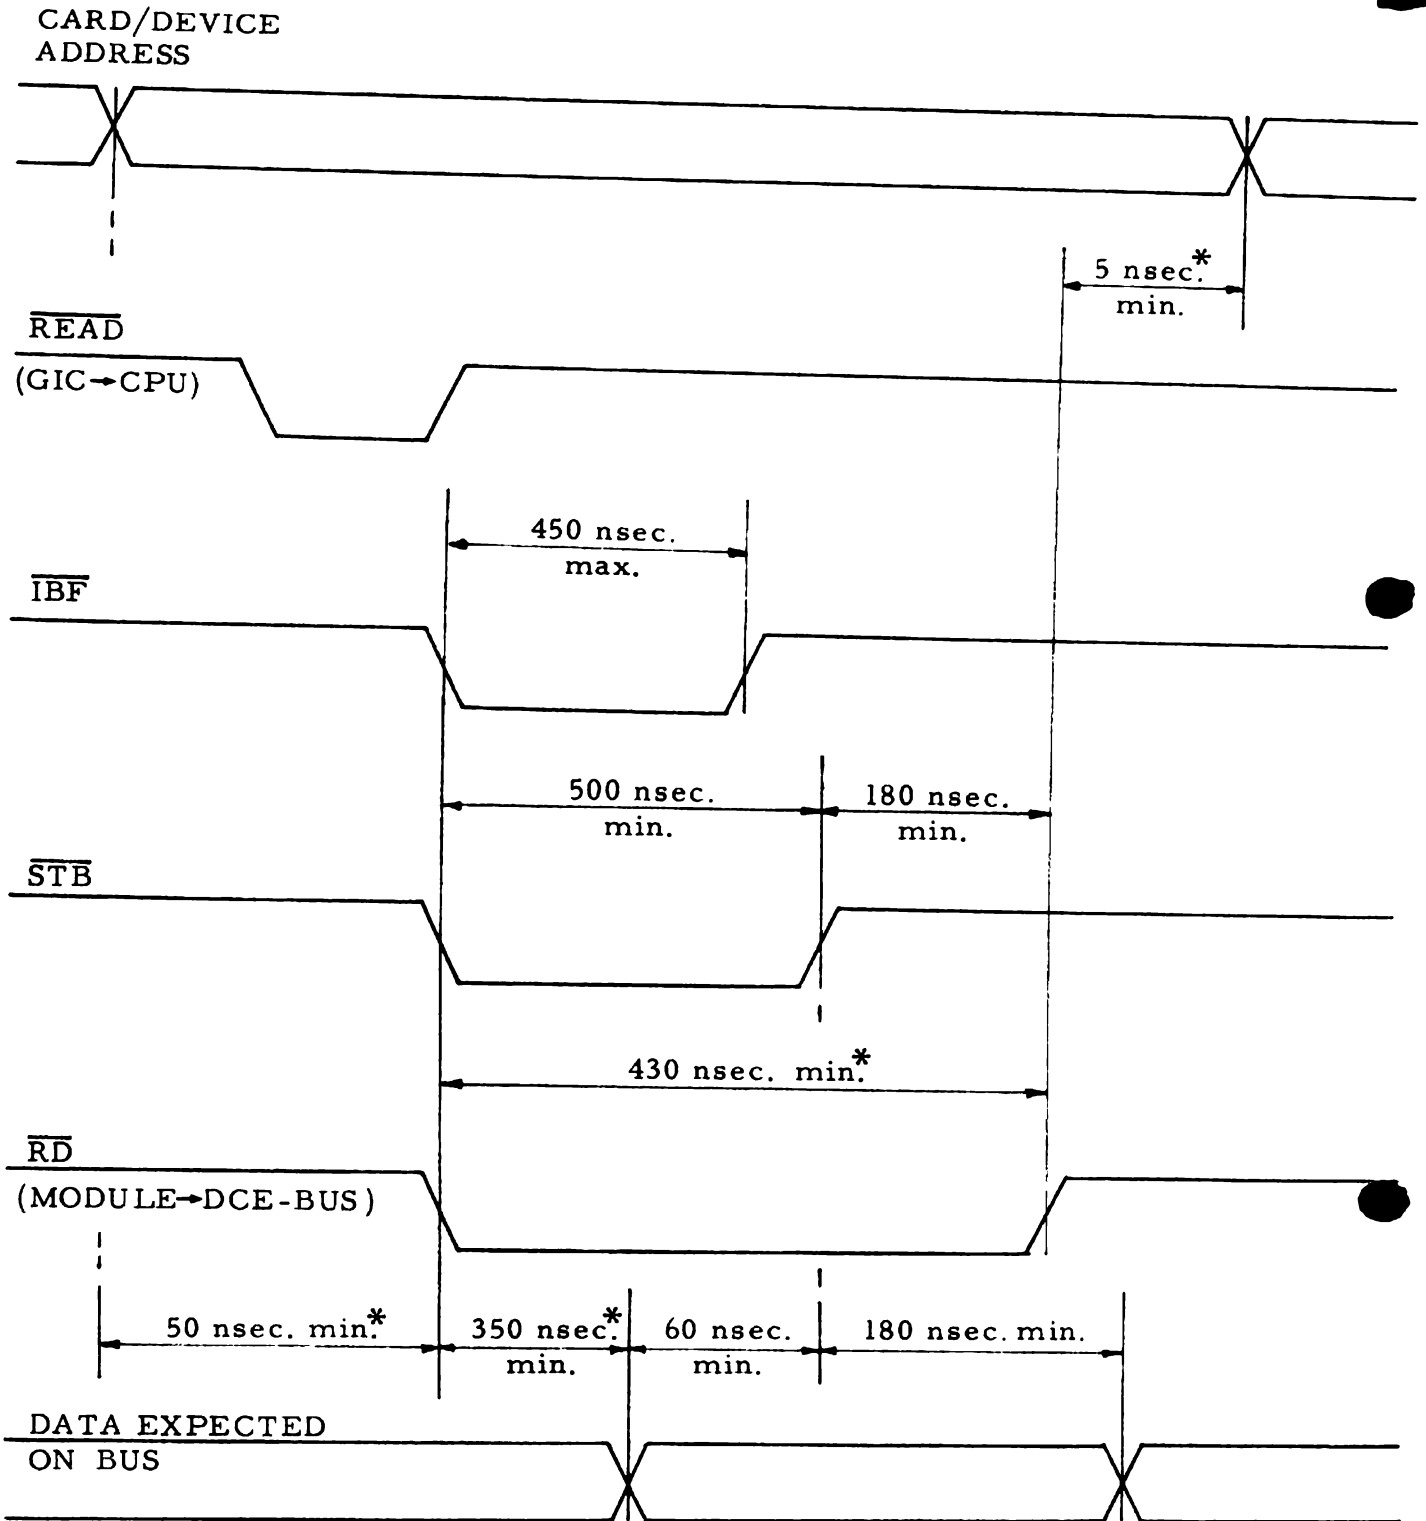 CARD/DEVICE
ADDRESS
5 nsec.*
min.
READ
(GIC→CPU)
450 nsec.
max.
IBF
500 nsec.
min.
180 nsec.
min.
STB
430 nsec. min.*
RD
(MODULE→DCE-BUS)
50 nsec. min.*
350 nsec.*
min.
60 nsec.
min.
180 nsec. min.
DATA EXPECTED
ON BUS